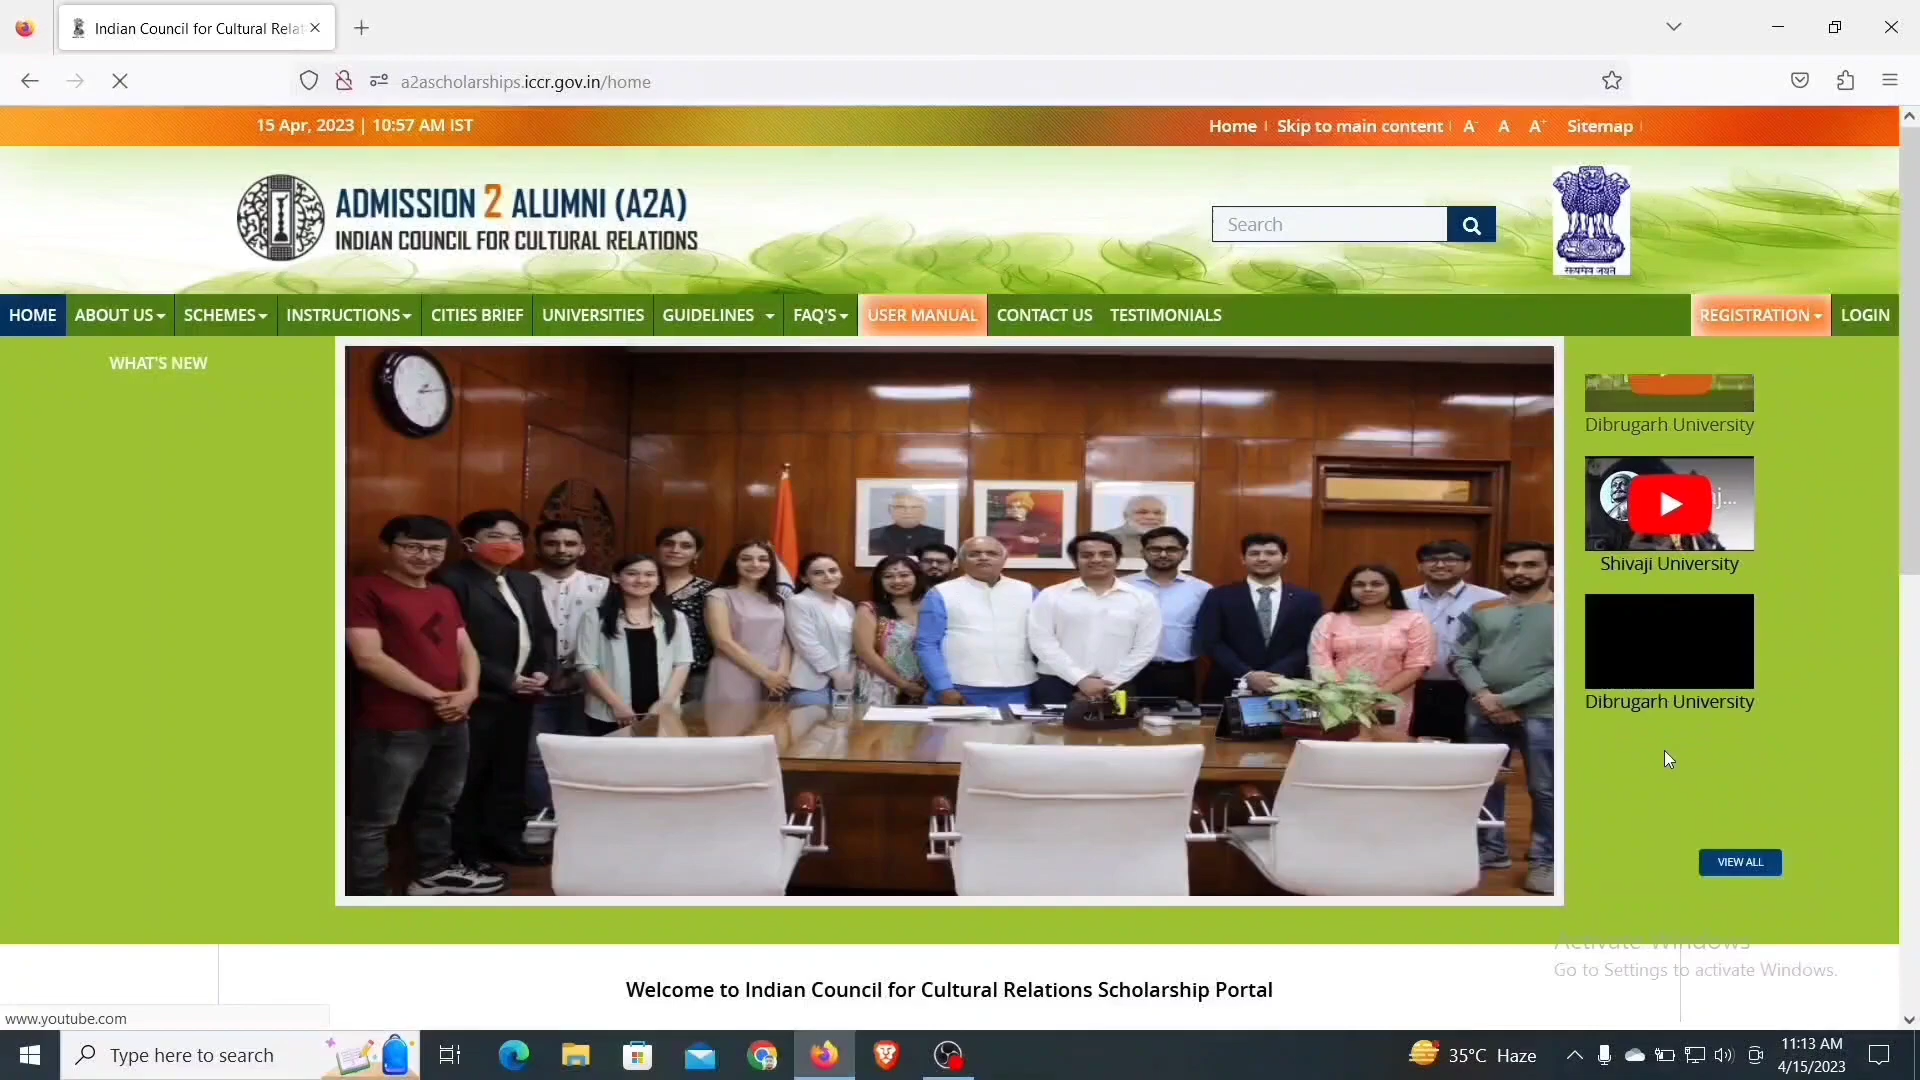 Indian Council for Cultural Relat
a2ascholarships.iccr.gov.in/home
15 Apr, 2023 | 10:57 AM IST
Home | Skip to main content | A- A A+ Sitemap |
ADMISSION 2 ALUMNI (A2A)
INDIAN COUNCIL FOR CULTURAL RELATIONS
Search
सत्यमेव जयते
HOME ABOUT US SCHEMES INSTRUCTIONS CITIES BRIEF UNIVERSITIES GUIDELINES FAQ'S USER MANUAL CONTACT US TESTIMONIALS REGISTRATION LOGIN
WHAT'S NEW
Dibrugarh University
Shivaji University
Dibrugarh University
VIEW ALL
Activate Windows
Go to Settings to activate Windows.
Welcome to Indian Council for Cultural Relations Scholarship Portal
www.youtube.com
Type here to search
35°C Haze
11:13 AM
4/15/2023